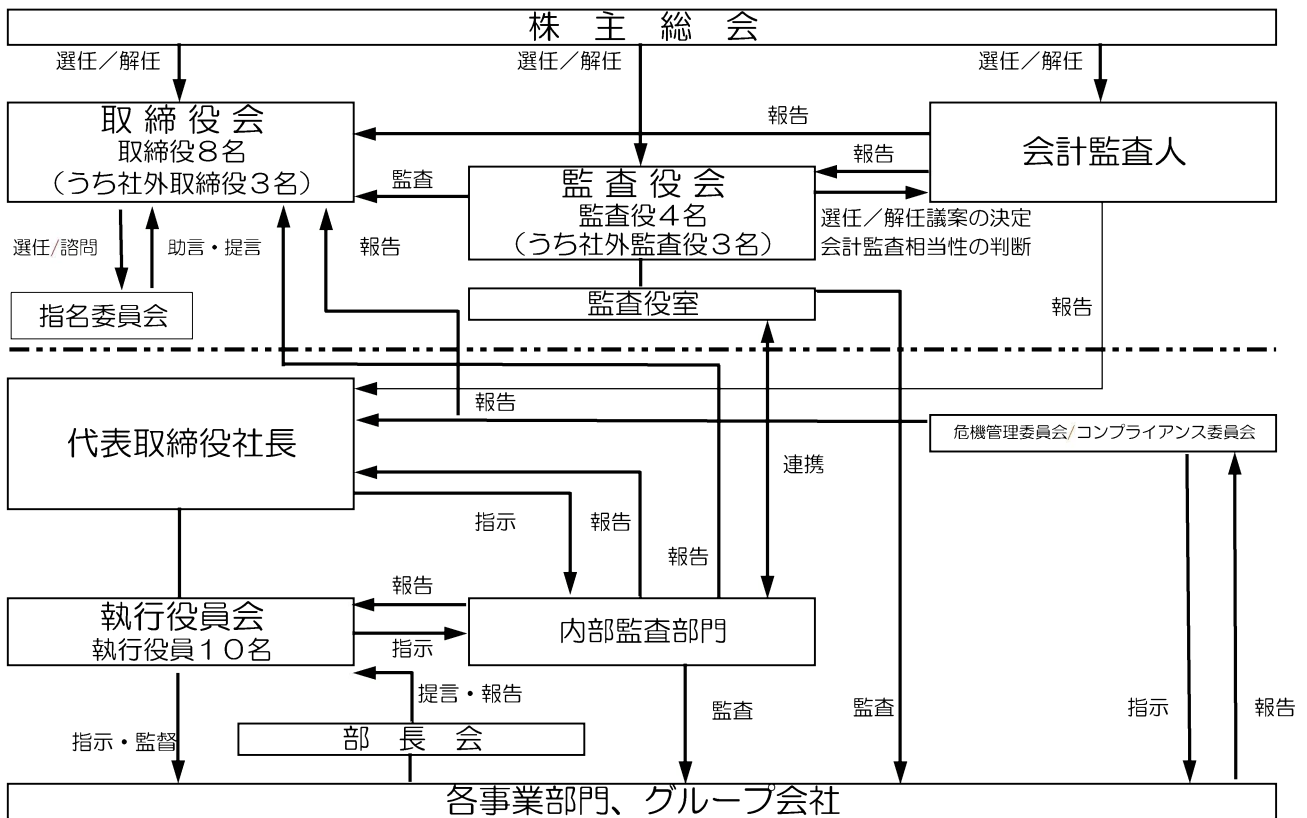 株 主 総 会
選任／解任
選任／解任
選任／解任
取 締 役 会
取締役８名
（うち社外取締役３名）
報告
会計監査人
報告
監査
監 査 役 会
監査役４名
（うち社外監査役３名）
選任／解任議案の決定
会計監査相当性の判断
選任/諮問
助言・提言
報告
指名委員会
監査役室
報告
代表取締役社長
報告
危機管理委員会/コンプライアンス委員会
連携
指示
報告
報告
報告
執行役員会
執行役員１０名
指示
内部監査部門
提言・報告
監査
監査
指示
報告
指示・監督
部 長 会
各事業部門、グループ会社